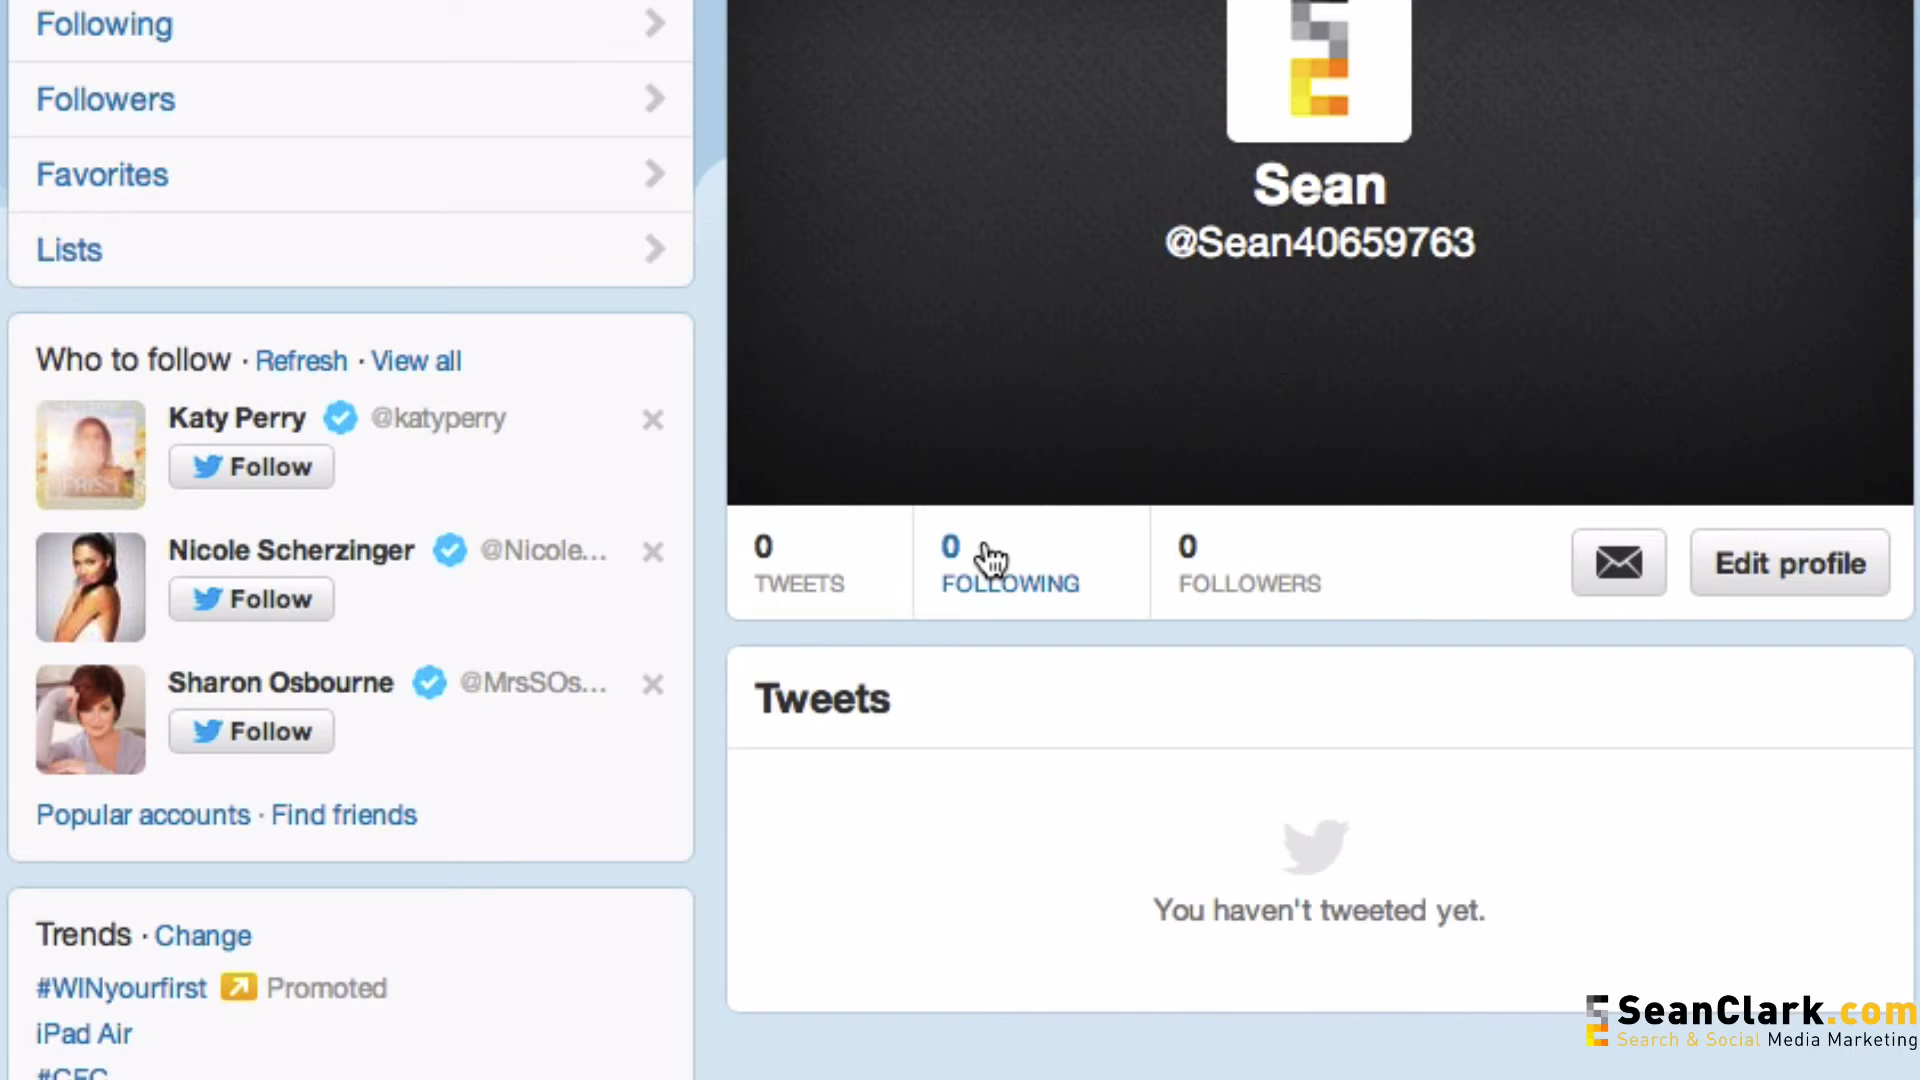 Following
Followers
Favorites
Lists
Who to follow · Refresh · View all
Katy Perry @katyperry
Follow
Nicole Scherzinger @Nicole...
Follow
Sharon Osbourne @MrsSOs...
Follow
Popular accounts · Find friends
Trends · Change
#WINyourfirst Promoted
iPad Air
#CFC
Sean
@Sean40659763
0 TWEETS
0 FOLLOWING
0 FOLLOWERS
Edit profile
Tweets
You haven't tweeted yet.
SeanClark.com
Search & Social Media Marketing